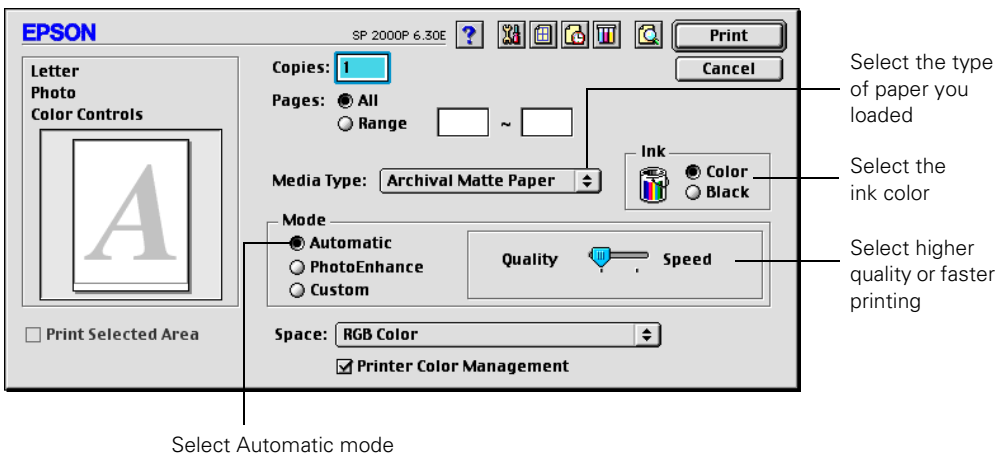 EPSON
SP 2000P 6.30E
?
Print
Letter
Photo
Color Controls
A
Copies: 1
Cancel
Pages: All
Range ~
Media Type: Archival Matte Paper
Ink
Color
Black
Mode
Automatic
PhotoEnhance
Custom
Quality Speed
Print Selected Area
Space: RGB Color
Printer Color Management
Select the type
of paper you
loaded
Select the
ink color
Select higher
quality or faster
printing
Select Automatic mode